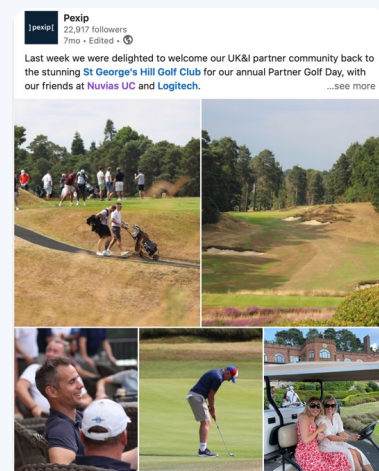 ]pexip[
Pexip
22,917 followers
7mo • Edited •
Last week we were delighted to welcome our UK&I partner community back to
the stunning St George's Hill Golf Club for our annual Partner Golf Day, with
our friends at Nuvias UC and Logitech. ...see more